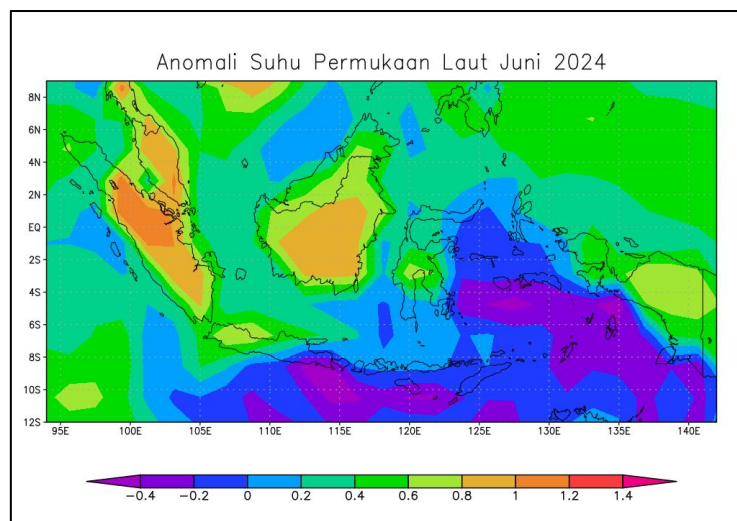 Anomali Suhu Permukaan Laut Juni 2024
8N
6N
4N
2N
EQ
2S
4S
6S
8S
10S
12S
95E 100E 105E 110E 115E 120E 125E 130E 135E 140E
-0.4 -0.2 0 0.2 0.4 0.6 0.8 1 1.2 1.4